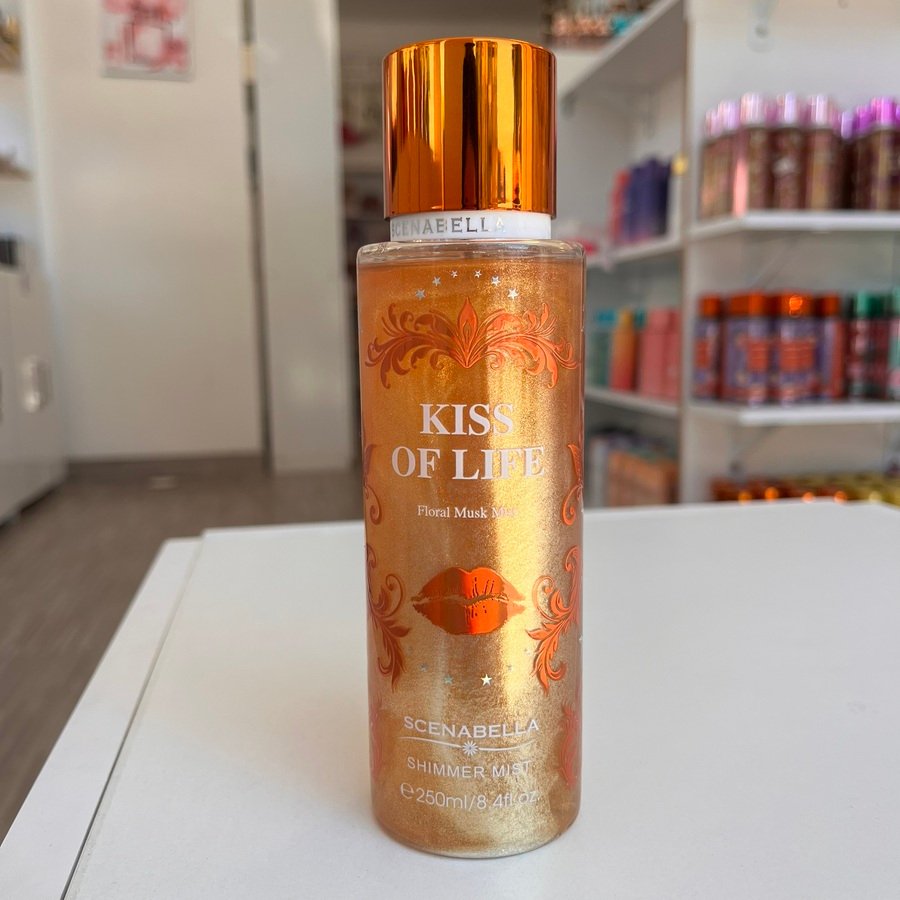 SCENABELLA
KISS
OF LIFE
Floral Musk Mist
SCENABELLA
SHIMMER MIST
℮250ml/8.4fl.oz.